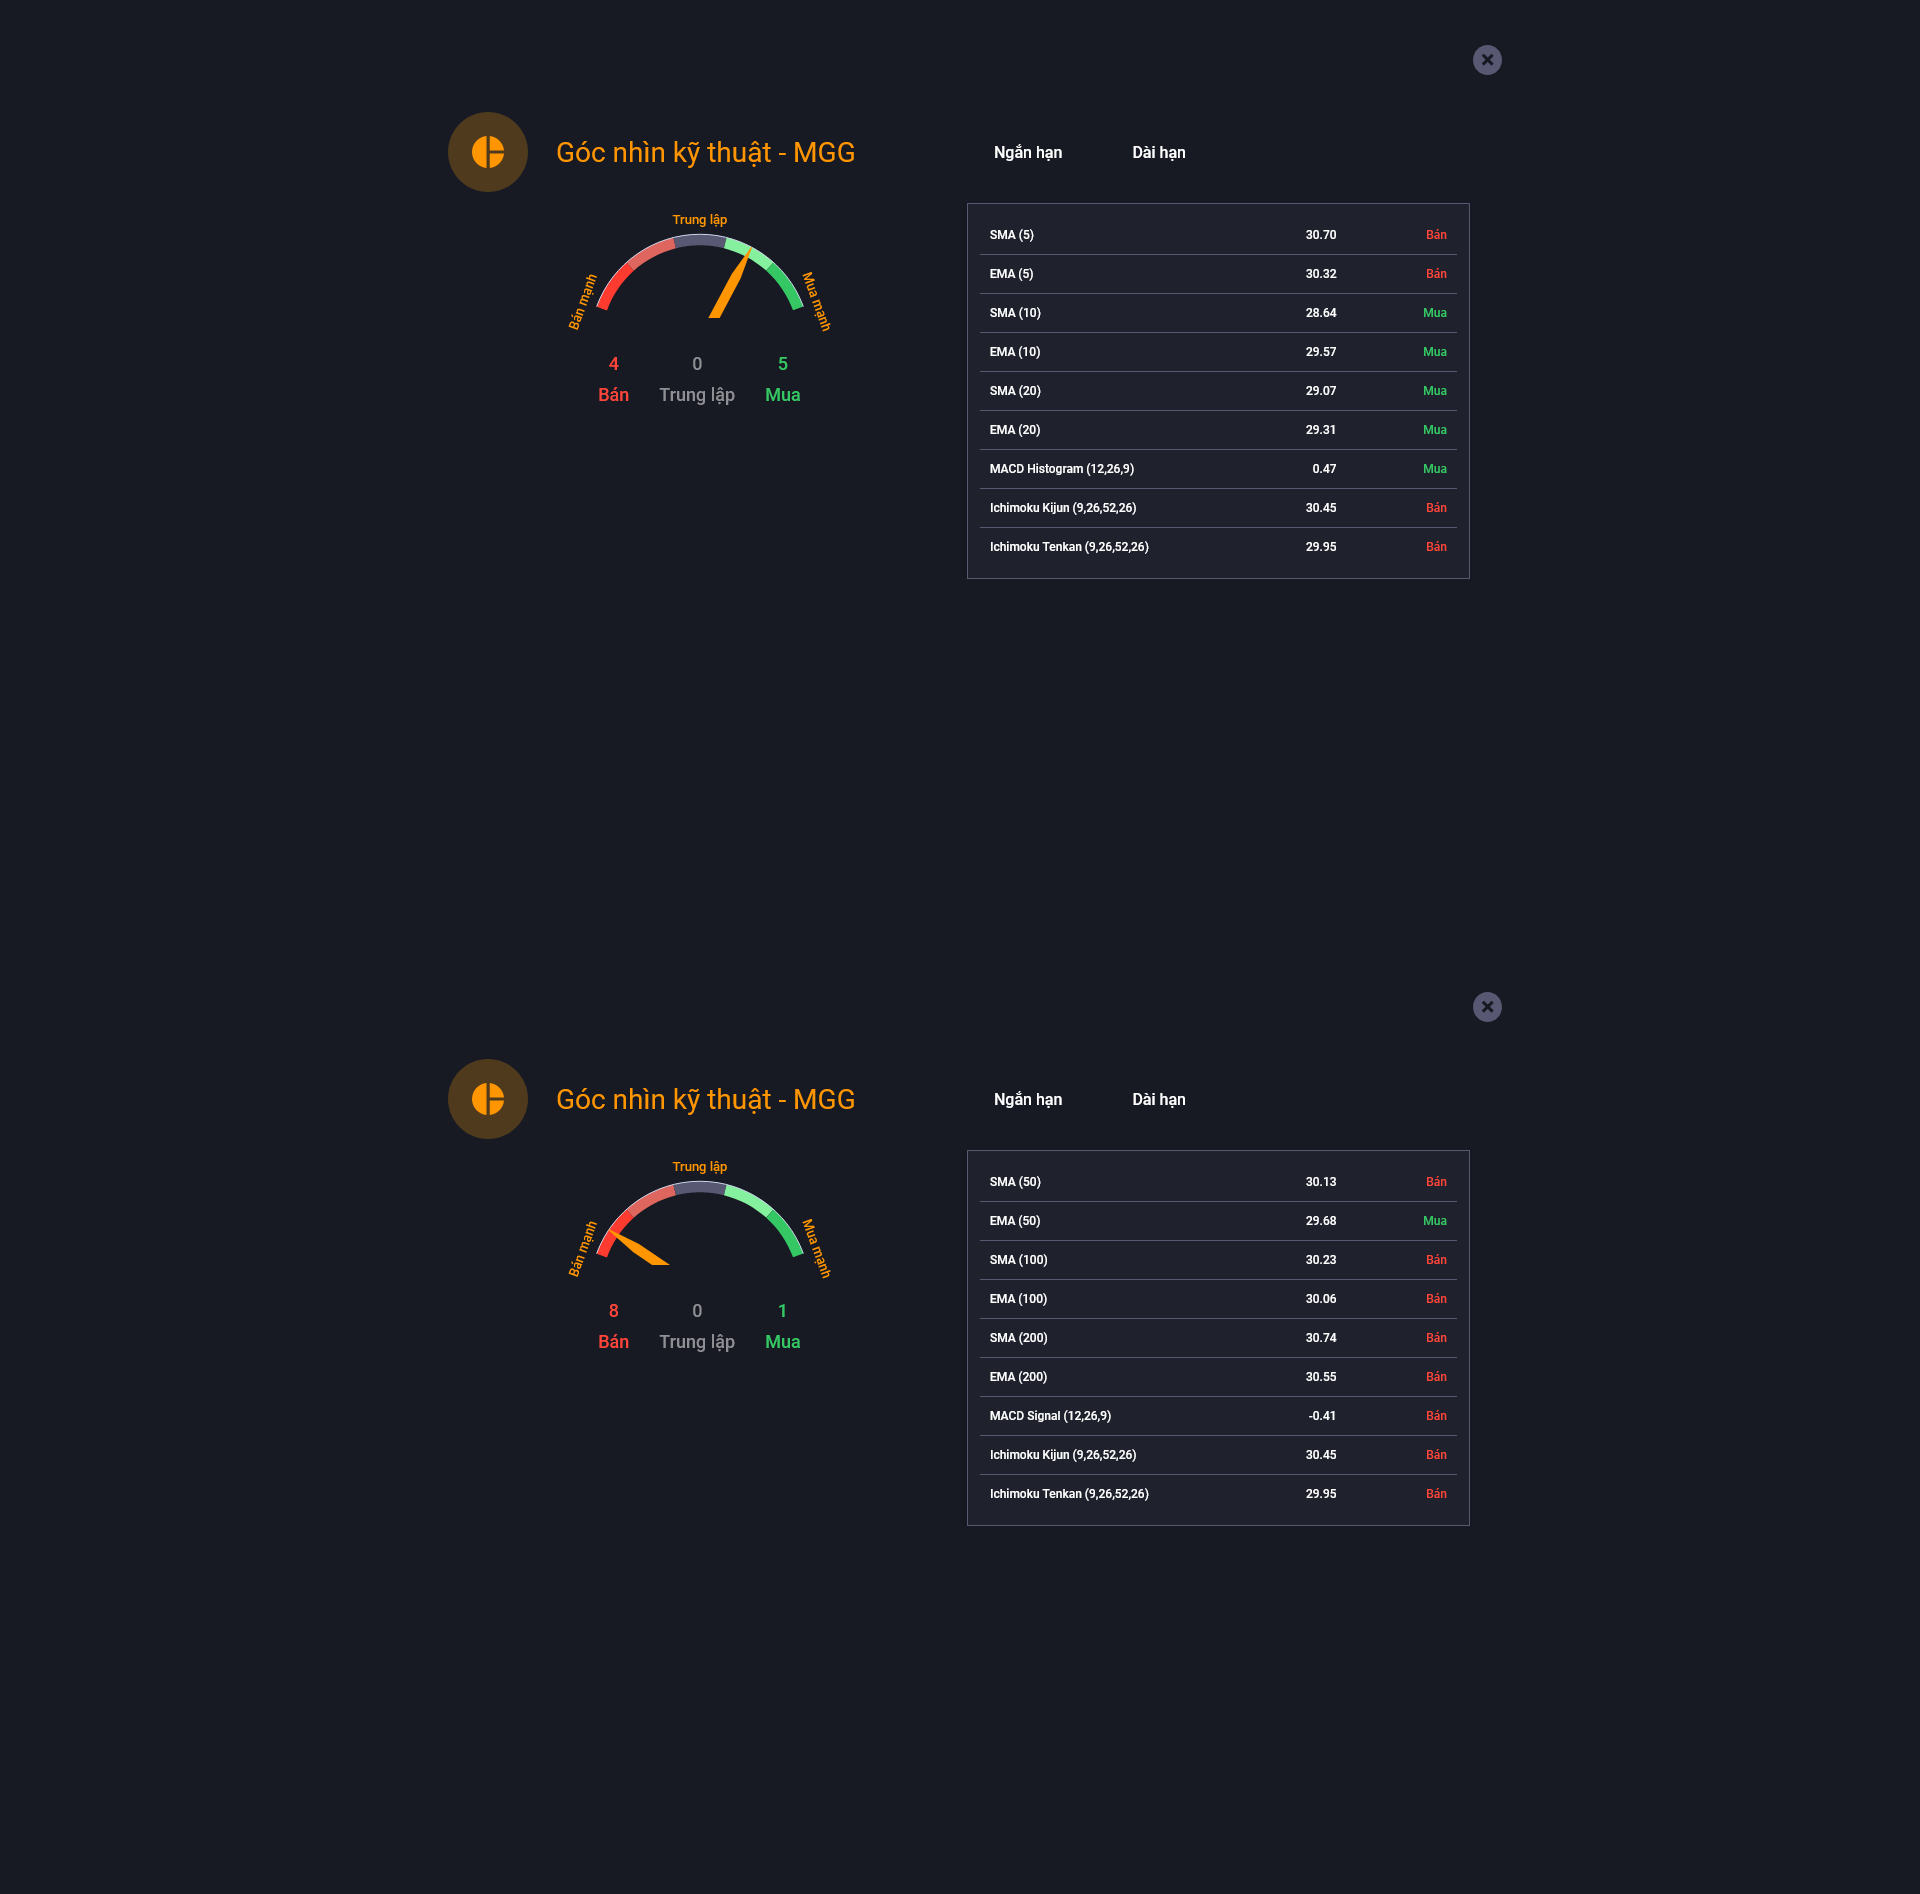 Góc nhìn kỹ thuật - MGG
Ngắn hạn Dài hạn
Trung lập
Bán mạnh
Mua mạnh
4 0 5
Bán Trung lập Mua
SMA (5) 30.70 Bán
EMA (5) 30.32 Bán
SMA (10) 28.64 Mua
EMA (10) 29.57 Mua
SMA (20) 29.07 Mua
EMA (20) 29.31 Mua
MACD Histogram (12,26,9) 0.47 Mua
Ichimoku Kijun (9,26,52,26) 30.45 Bán
Ichimoku Tenkan (9,26,52,26) 29.95 Bán
Góc nhìn kỹ thuật - MGG
Ngắn hạn Dài hạn
Trung lập
Bán mạnh
Mua mạnh
8 0 1
Bán Trung lập Mua
SMA (50) 30.13 Bán
EMA (50) 29.68 Mua
SMA (100) 30.23 Bán
EMA (100) 30.06 Bán
SMA (200) 30.74 Bán
EMA (200) 30.55 Bán
MACD Signal (12,26,9) -0.41 Bán
Ichimoku Kijun (9,26,52,26) 30.45 Bán
Ichimoku Tenkan (9,26,52,26) 29.95 Bán